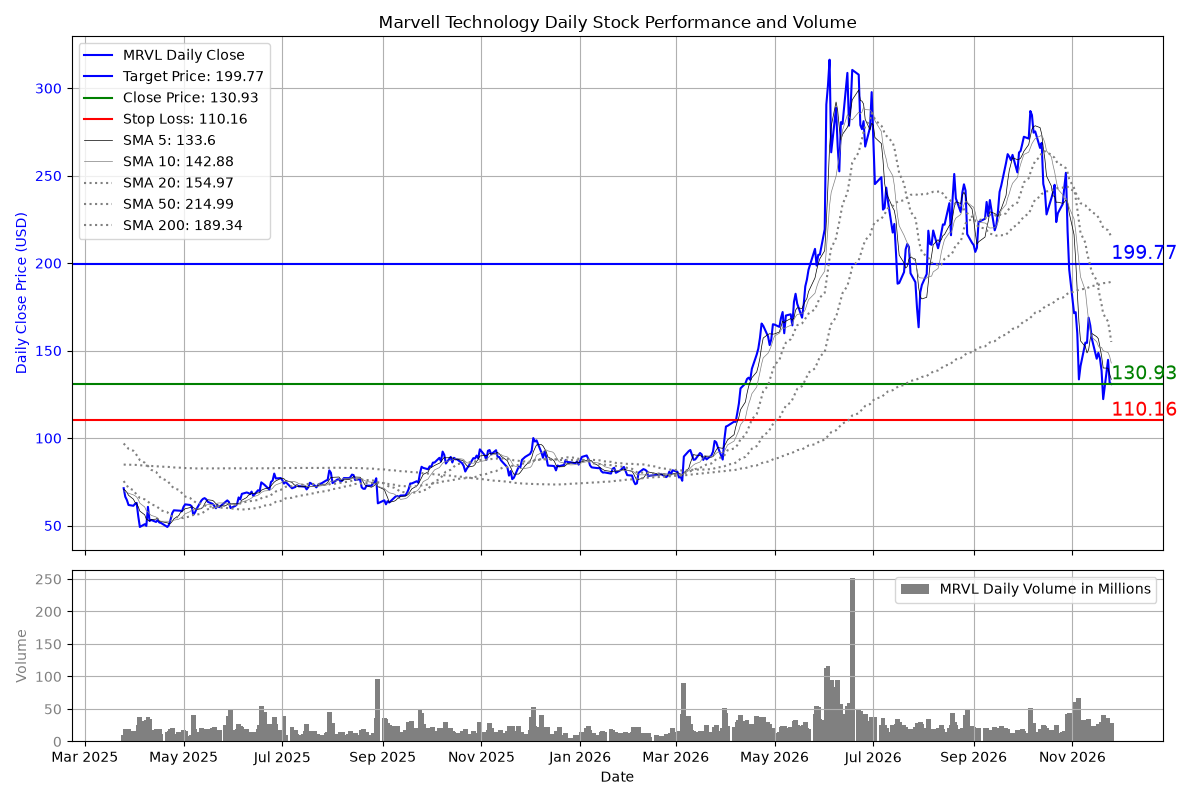 Marvell Technology Daily Stock Performance and Volume
MRVL Daily Close
Target Price: 199.77
Close Price: 130.93
Stop Loss: 110.16
SMA 5: 133.6
SMA 10: 142.88
SMA 20: 154.97
SMA 50: 214.99
SMA 200: 189.34
Daily Close Price (USD)
300
250
200
150
100
50
199.77
130.93
110.16
MRVL Daily Volume in Millions
Volume
250
200
150
100
50
0
Mar 2025
May 2025
Jul 2025
Sep 2025
Nov 2025
Jan 2026
Mar 2026
May 2026
Jul 2026
Sep 2026
Nov 2026
Date